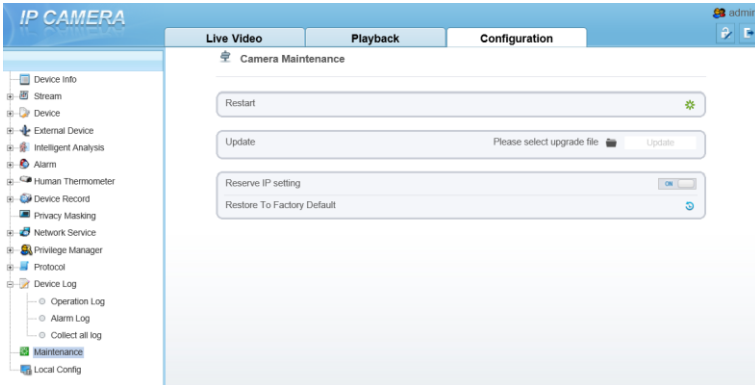 IP CAMERA
admin
Live Video Playback Configuration
Camera Maintenance
Device Info
Stream
Device
External Device
Intelligent Analysis
Alarm
Human Thermometer
Device Record
Privacy Masking
Network Service
Privilege Manager
Protocol
Device Log
Operation Log
Alarm Log
Collect all log
Maintenance
Local Config
Restart
Update Please select upgrade file Update
Reserve IP setting ON
Restore To Factory Default